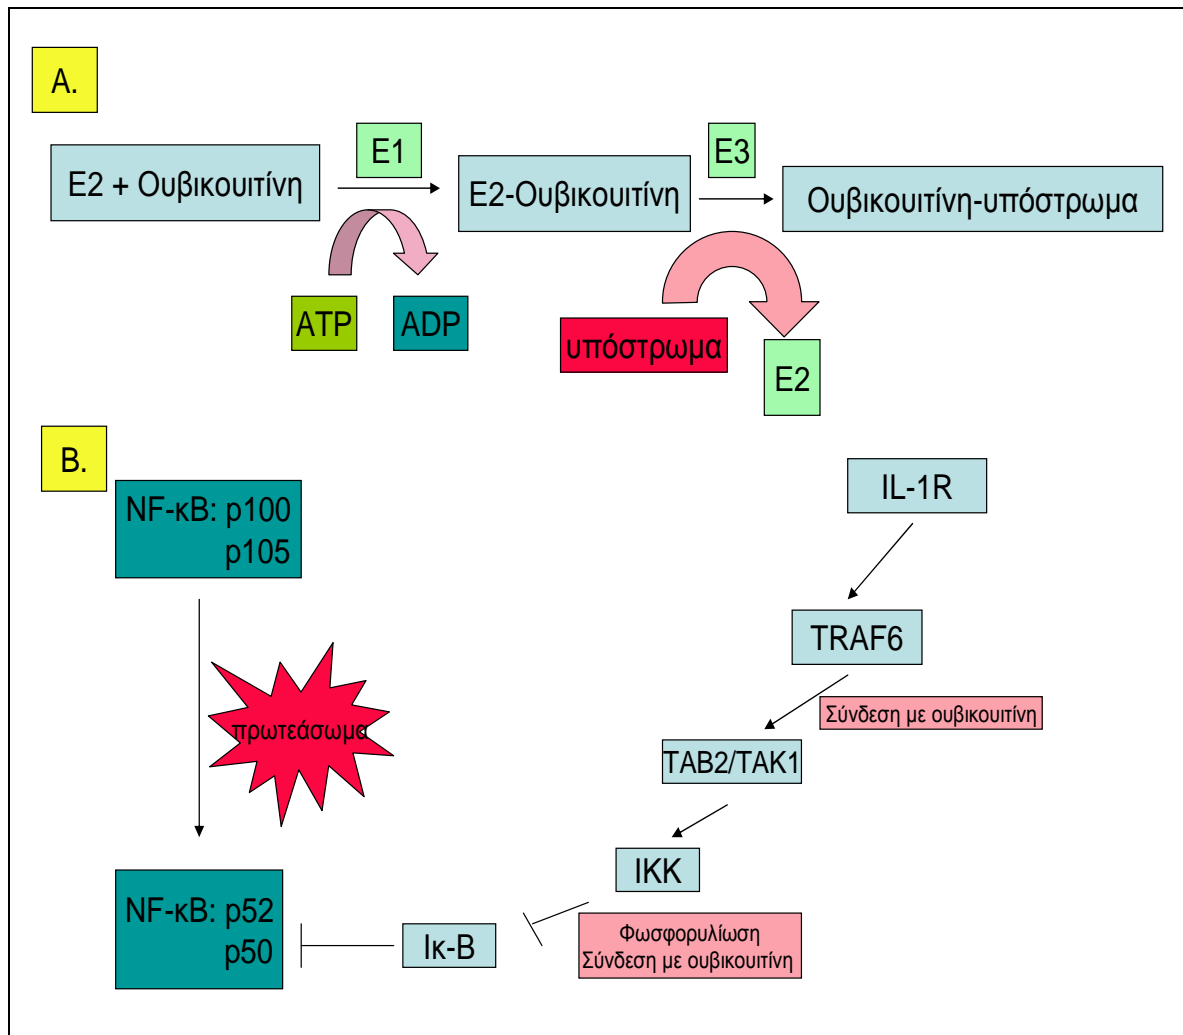 A.
E1
E3
E2 + Ουβικουιτίνη
E2-Ουβικουιτίνη
Ουβικουιτίνη-υπόστρωμα
ATP
ADP
υπόστρωμα
E2
B.
NF-κB: p100
p105
IL-1R
TRAF6
Σύνδεση με ουβικουιτίνη
πρωτεάσωμα
TAB2/TAK1
IKK
NF-κB: p52
p50
Iκ-B
Φωσφορυλίωση
Σύνδεση με ουβικουιτίνη